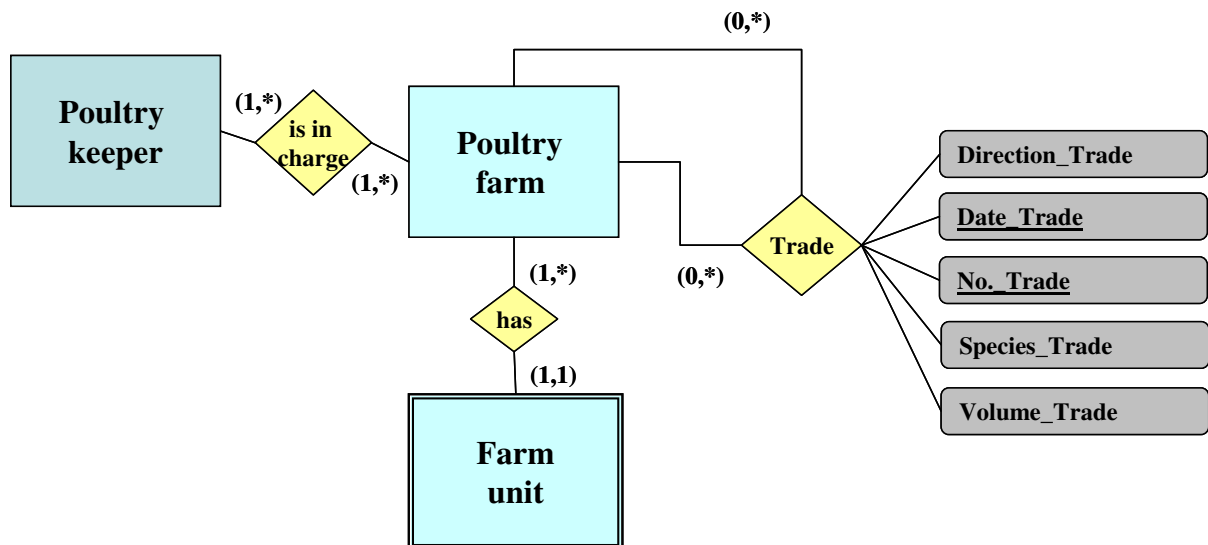 (0,*)
Poultry
keeper
(1,*)
is in
charge
(1,*)
Poultry
farm
Direction_Trade
Date_Trade
Trade
No._Trade
(1,*)
(0,*)
has
Species_Trade
(1,1)
Volume_Trade
Farm
unit